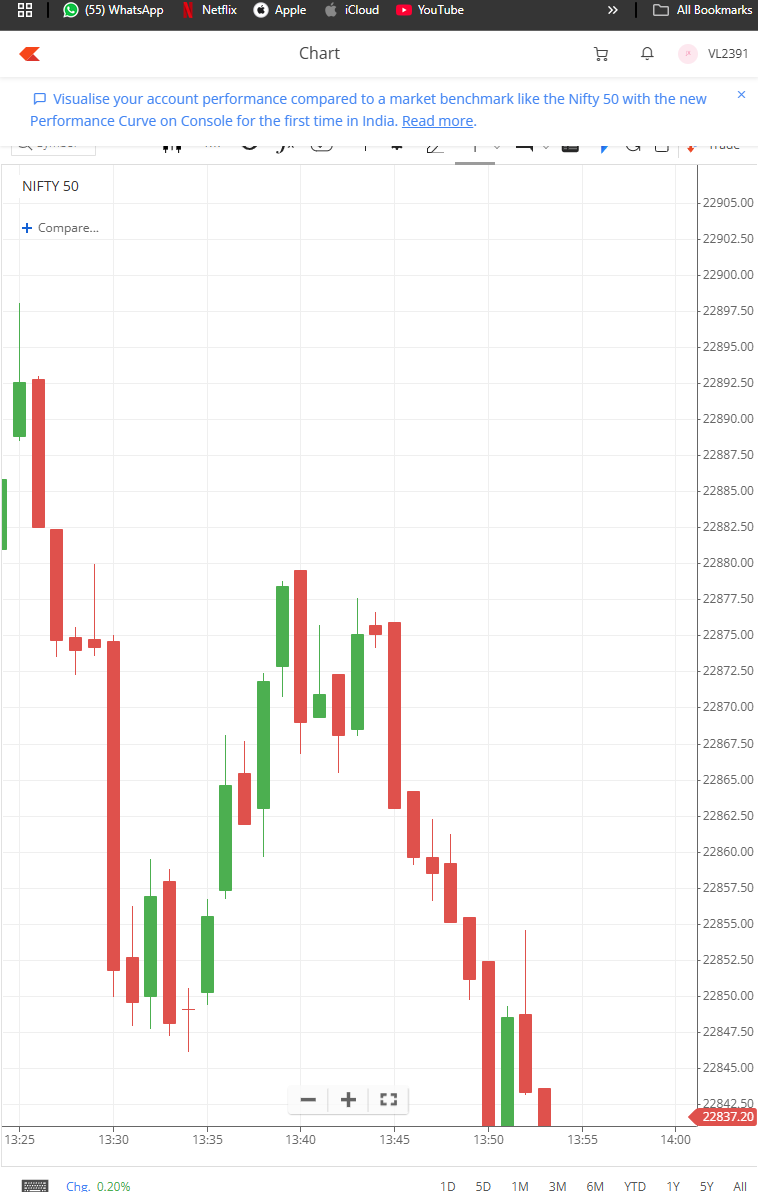 (55) WhatsApp
Netflix
Apple
iCloud
YouTube
»
All Bookmarks
Chart
VL2391
Visualise your account performance compared to a market benchmark like the Nifty 50 with the new
Performance Curve on Console for the first time in India. Read more.
NIFTY 50
+ Compare...
22905.00
22902.50
22900.00
22897.50
22895.00
22892.50
22890.00
22887.50
22885.00
22882.50
22880.00
22877.50
22875.00
22872.50
22870.00
22867.50
22865.00
22862.50
22860.00
22857.50
22855.00
22852.50
22850.00
22847.50
22845.00
22842.50
22837.20
13:25
13:30
13:35
13:40
13:45
13:50
13:55
14:00
Chg. 0.20%
1D
5D
1M
3M
6M
YTD
1Y
5Y
All